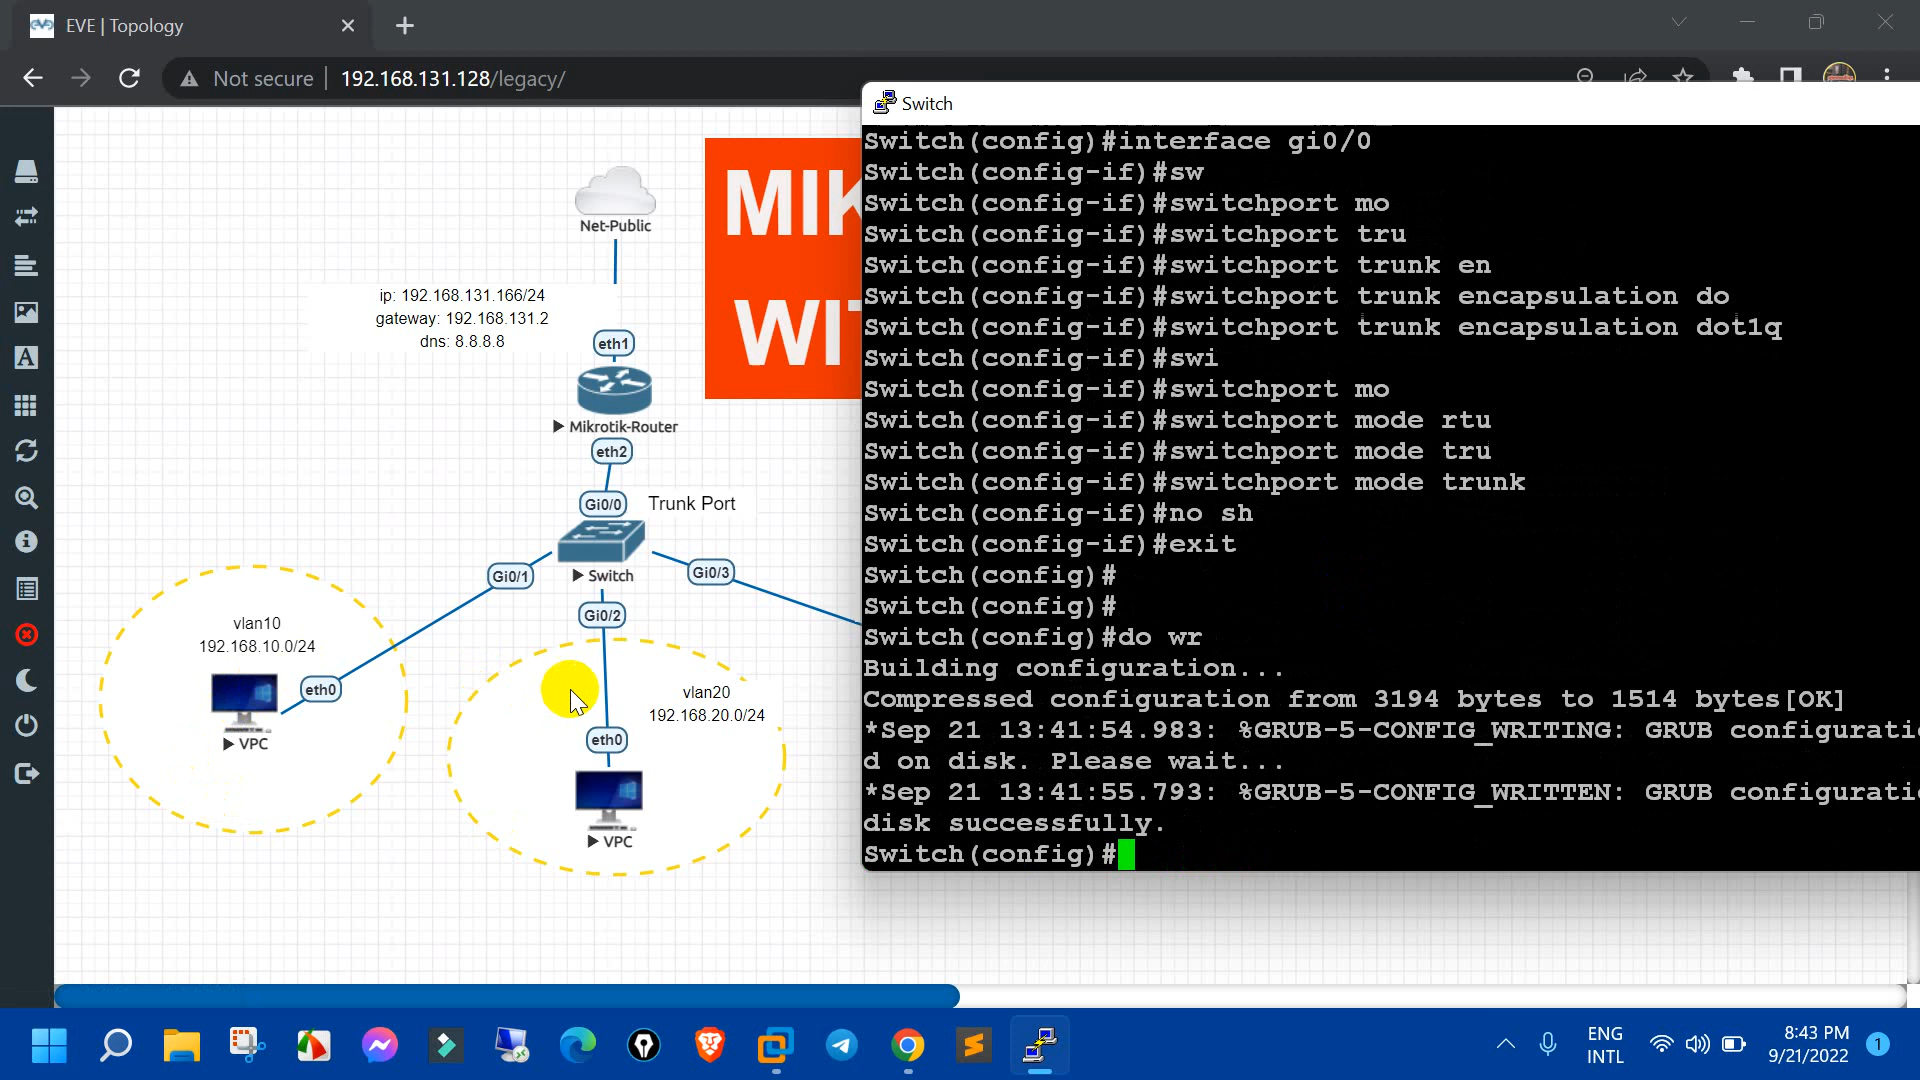 EVE | Topology
Not secure
192.168.131.128/legacy/
Net-Public
ip: 192.168.131.166/24
gateway: 192.168.131.2
dns: 8.8.8.8
eth1
Mikrotik-Router
eth2
Gi0/0
Trunk Port
Switch
Gi0/1
Gi0/3
Gi0/2
vlan10
192.168.10.0/24
eth0
VPC
vlan20
192.168.20.0/24
eth0
VPC
MIK
WIT
Switch
Switch(config)#interface gi0/0
Switch(config-if)#sw
Switch(config-if)#switchport mo
Switch(config-if)#switchport tru
Switch(config-if)#switchport trunk en
Switch(config-if)#switchport trunk encapsulation do
Switch(config-if)#switchport trunk encapsulation dot1q
Switch(config-if)#swi
Switch(config-if)#switchport mo
Switch(config-if)#switchport mode rtu
Switch(config-if)#switchport mode tru
Switch(config-if)#switchport mode trunk
Switch(config-if)#no sh
Switch(config-if)#exit
Switch(config)#
Switch(config)#
Switch(config)#do wr
Building configuration...
Compressed configuration from 3194 bytes to 1514 bytes[OK]
*Sep 21 13:41:54.983: %GRUB-5-CONFIG_WRITING: GRUB configurati
d on disk. Please wait...
*Sep 21 13:41:55.793: %GRUB-5-CONFIG_WRITTEN: GRUB configurati
disk successfully.
Switch(config)#
ENG
INTL
8:43 PM
9/21/2022
1